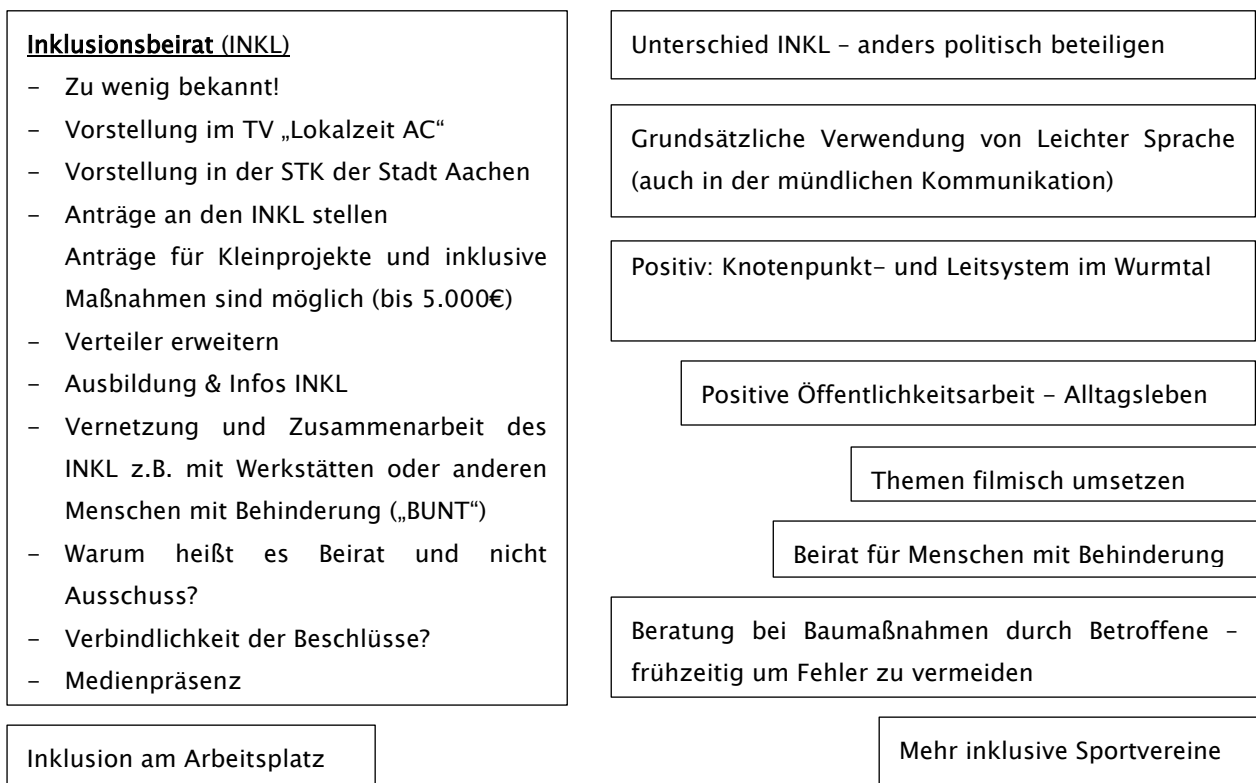 Inklusionsbeirat (INKL)
- Zu wenig bekannt!
- Vorstellung im TV „Lokalzeit AC“
- Vorstellung in der STK der Stadt Aachen
- Anträge an den INKL stellen
Anträge für Kleinprojekte und inklusive
Maßnahmen sind möglich (bis 5.000€)
- Verteiler erweitern
- Ausbildung & Infos INKL
- Vernetzung und Zusammenarbeit des
INKL z.B. mit Werkstätten oder anderen
Menschen mit Behinderung („BUNT“)
- Warum heißt es Beirat und nicht
Ausschuss?
- Verbindlichkeit der Beschlüsse?
- Medienpräsenz
Inklusion am Arbeitsplatz
Unterschied INKL – anders politisch beteiligen
Grundsätzliche Verwendung von Leichter Sprache
(auch in der mündlichen Kommunikation)
Positiv: Knotenpunkt- und Leitsystem im Wurmtal
Positive Öffentlichkeitsarbeit – Alltagsleben
Themen filmisch umsetzen
Beirat für Menschen mit Behinderung
Beratung bei Baumaßnahmen durch Betroffene –
frühzeitig um Fehler zu vermeiden
Mehr inklusive Sportvereine